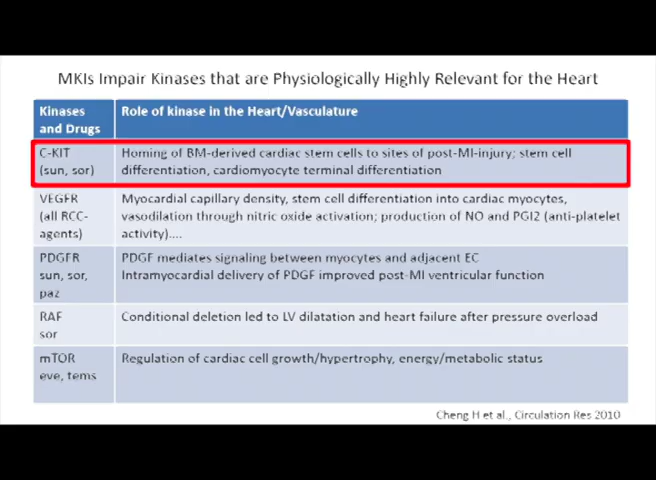 MKIs Impair Kinases that are Physiologically Highly Relevant for the Heart
Kinases and Drugs
Role of kinase in the Heart/Vasculature
C-KIT
(sun, sor)
Homing of BM-derived cardiac stem cells to sites of post-MI-injury; stem cell
differentiation, cardiomyocyte terminal differentiation
VEGFR
(all RCC-
agents)
Myocardial capillary density, stem cell differentiation into cardiac myocytes,
vasodilation through nitric oxide activation; production of NO and PGI2 (anti-platelet
activity)....
PDGFR
sun, sor,
paz
PDGF mediates signaling between myocytes and adjacent EC
Intramyocardial delivery of PDGF improved post-MI ventricular function
RAF
sor
Conditional deletion led to LV dilatation and heart failure after pressure overload
mTOR
eve, tems
Regulation of cardiac cell growth/hypertrophy, energy/metabolic status
Cheng H et al., Circulation Res 2010